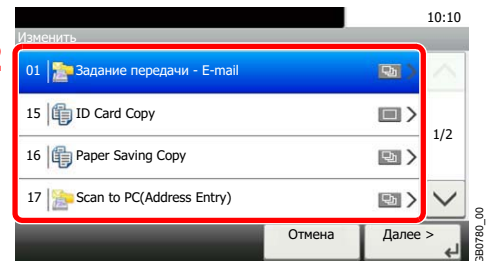 10:10
Изменить
01 Задание передачи - E-mail
15 ID Card Copy
16 Paper Saving Copy
1/2
17 Scan to PC(Address Entry)
Отмена Далее >
GB0780_00